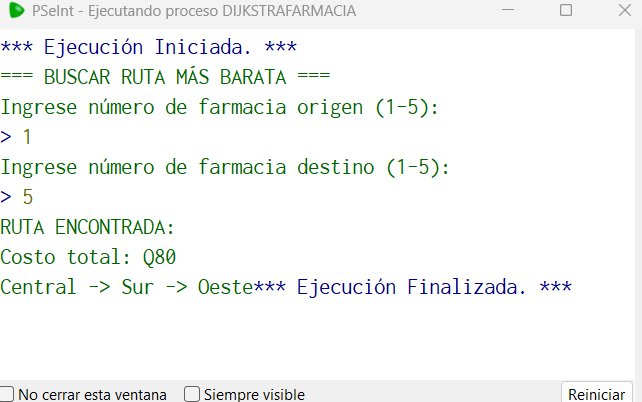 PSeInt - Ejecutando proceso DIJKSTRAFARMACIA
*** Ejecución Iniciada. ***
=== BUSCAR RUTA MÁS BARATA ===
Ingrese número de farmacia origen (1-5):
> 1
Ingrese número de farmacia destino (1-5):
> 5
RUTA ENCONTRADA:
Costo total: Q80
Central -> Sur -> Oeste*** Ejecución Finalizada. ***
No cerrar esta ventana Siempre visible Reiniciar